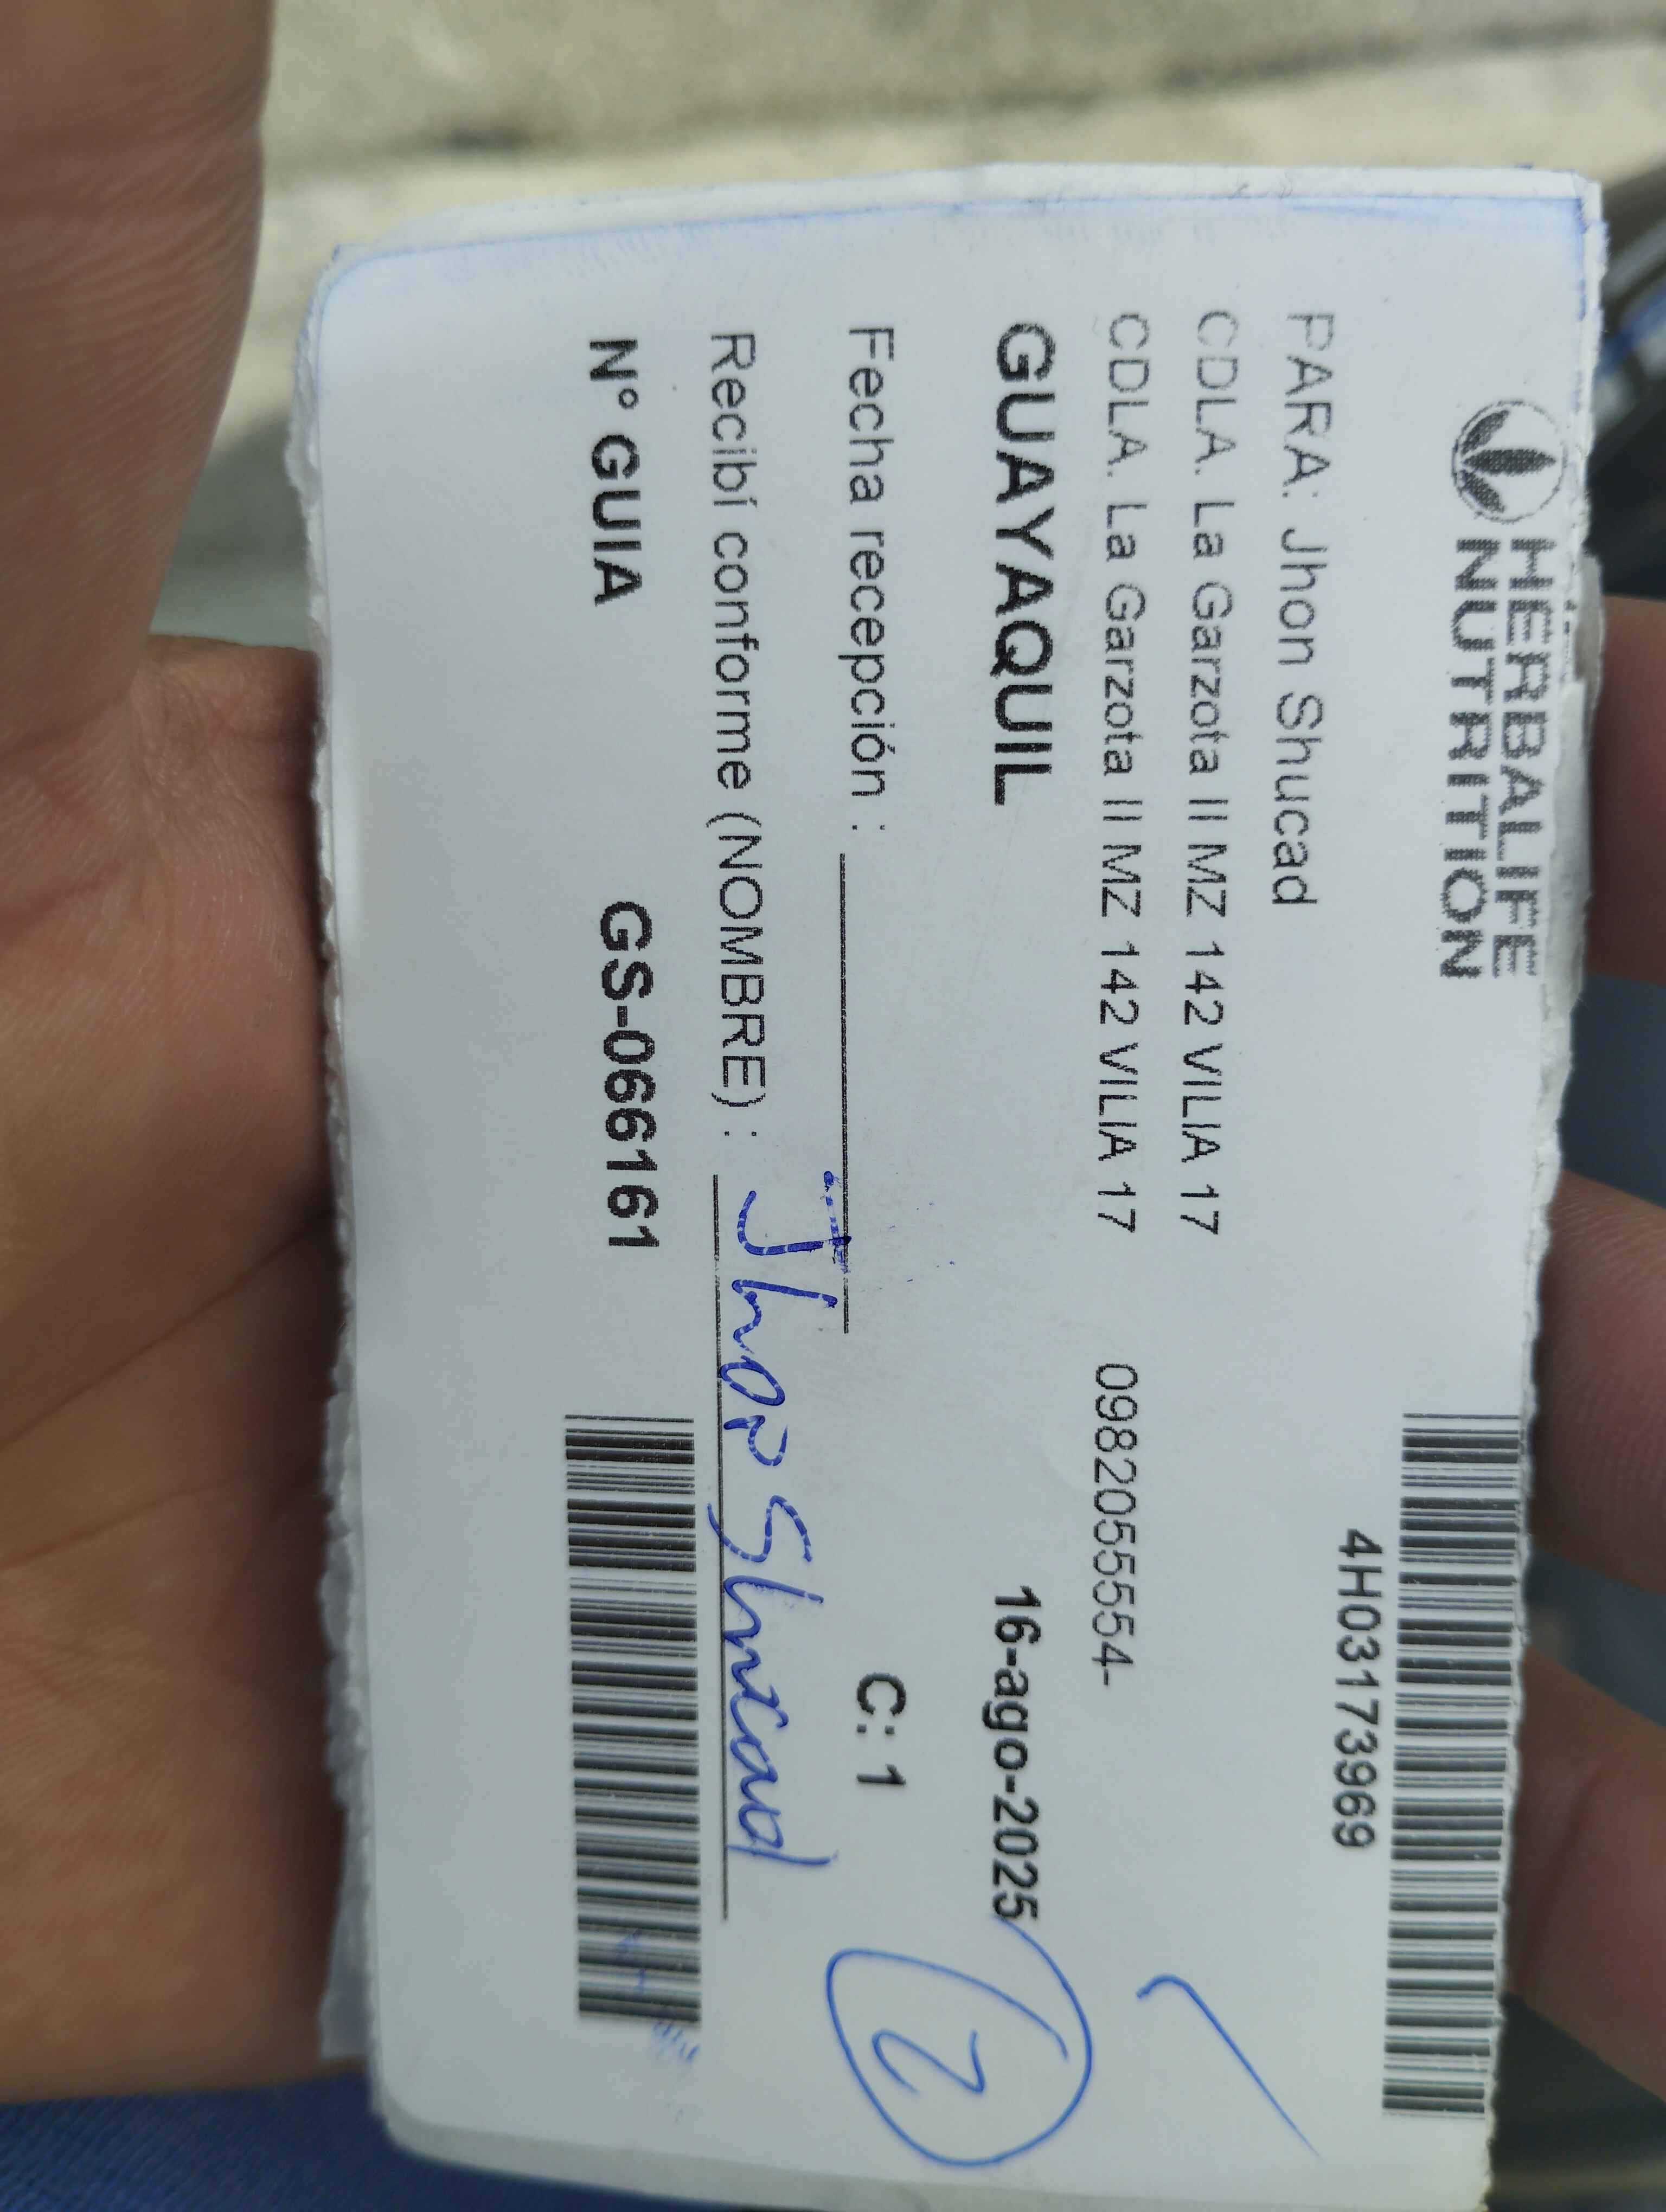 HERBALIFE
NUTRITION
4H03173969
PARA: Jhon Shucad
CDLA. La Garzota II MZ 142 VILIA 17
CDLA. La Garzota II MZ 142 VILIA 17 0982055554-
GUAYAQUIL 16-ago-2025
Fecha recepción : C: 1
2
Recibí conforme (NOMBRE) : Jhon Shucad
N° GUIA GS-066161